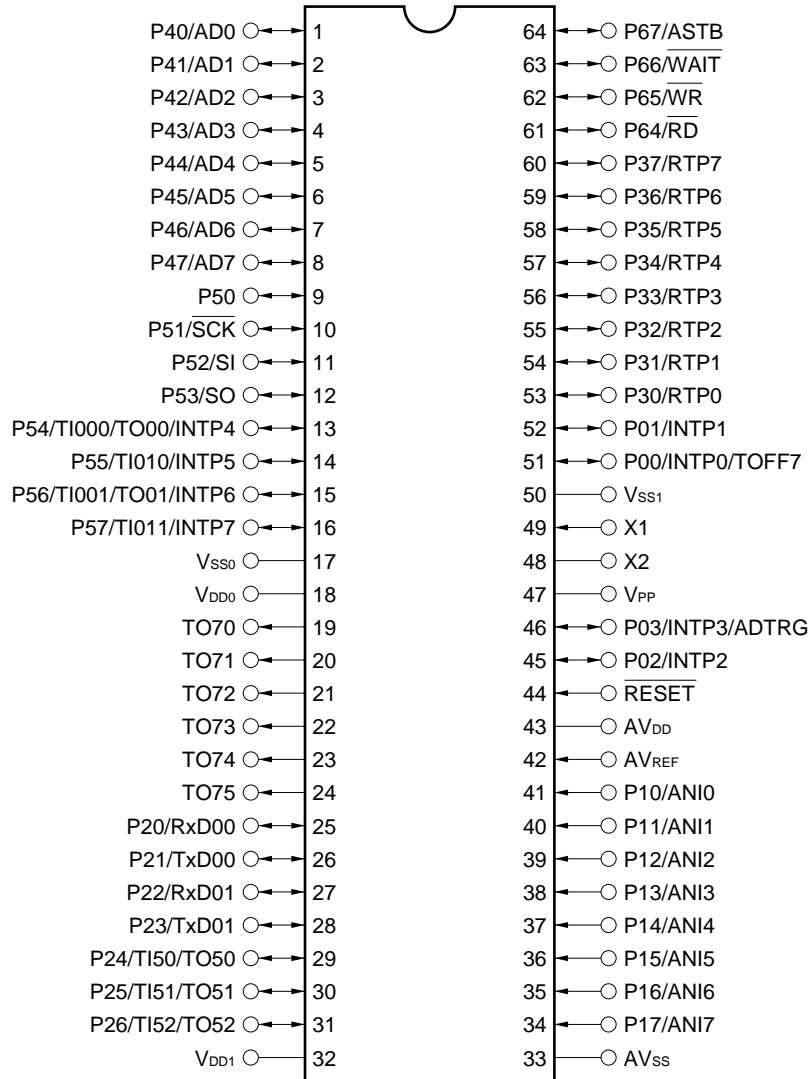 P40/AD0 1 64 P67/ASTB
P41/AD1 2 63 P66/WAIT
P42/AD2 3 62 P65/WR
P43/AD3 4 61 P64/RD
P44/AD4 5 60 P37/RTP7
P45/AD5 6 59 P36/RTP6
P46/AD6 7 58 P35/RTP5
P47/AD7 8 57 P34/RTP4
P50 9 56 P33/RTP3
P51/SCK 10 55 P32/RTP2
P52/SI 11 54 P31/RTP1
P53/SO 12 53 P30/RTP0
P54/TI000/TO00/INTP4 13 52 P01/INTP1
P55/TI010/INTP5 14 51 P00/INTP0/TOFF7
P56/TI001/TO01/INTP6 15 50 VSS1
P57/TI011/INTP7 16 49 X1
VSS0 17 48 X2
VDD0 18 47 VPP
TO70 19 46 P03/INTP3/ADTRG
TO71 20 45 P02/INTP2
TO72 21 44 RESET
TO73 22 43 AVDD
TO74 23 42 AVREF
TO75 24 41 P10/ANI0
P20/RxD00 25 40 P11/ANI1
P21/TxD00 26 39 P12/ANI2
P22/RxD01 27 38 P13/ANI3
P23/TxD01 28 37 P14/ANI4
P24/TI50/TO50 29 36 P15/ANI5
P25/TI51/TO51 30 35 P16/ANI6
P26/TI52/TO52 31 34 P17/ANI7
VDD1 32 33 AVSS